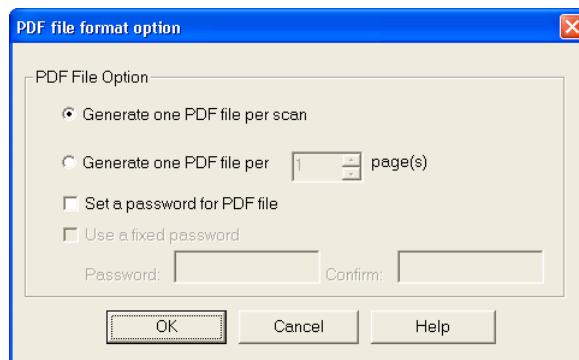 PDF file format option
PDF File Option
Generate one PDF file per scan
Generate one PDF file per 1 page(s)
Set a password for PDF file
Use a fixed password
Password: Confirm:
OK Cancel Help